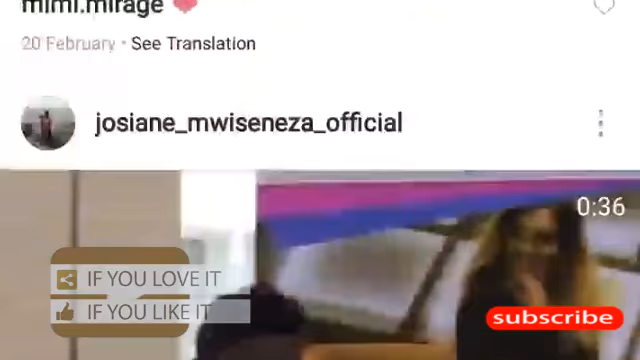 mimi.mirage
20 February • See Translation
josiane_mwiseneza_official
0:36
IF YOU LOVE IT
IF YOU LIKE IT
subscribe